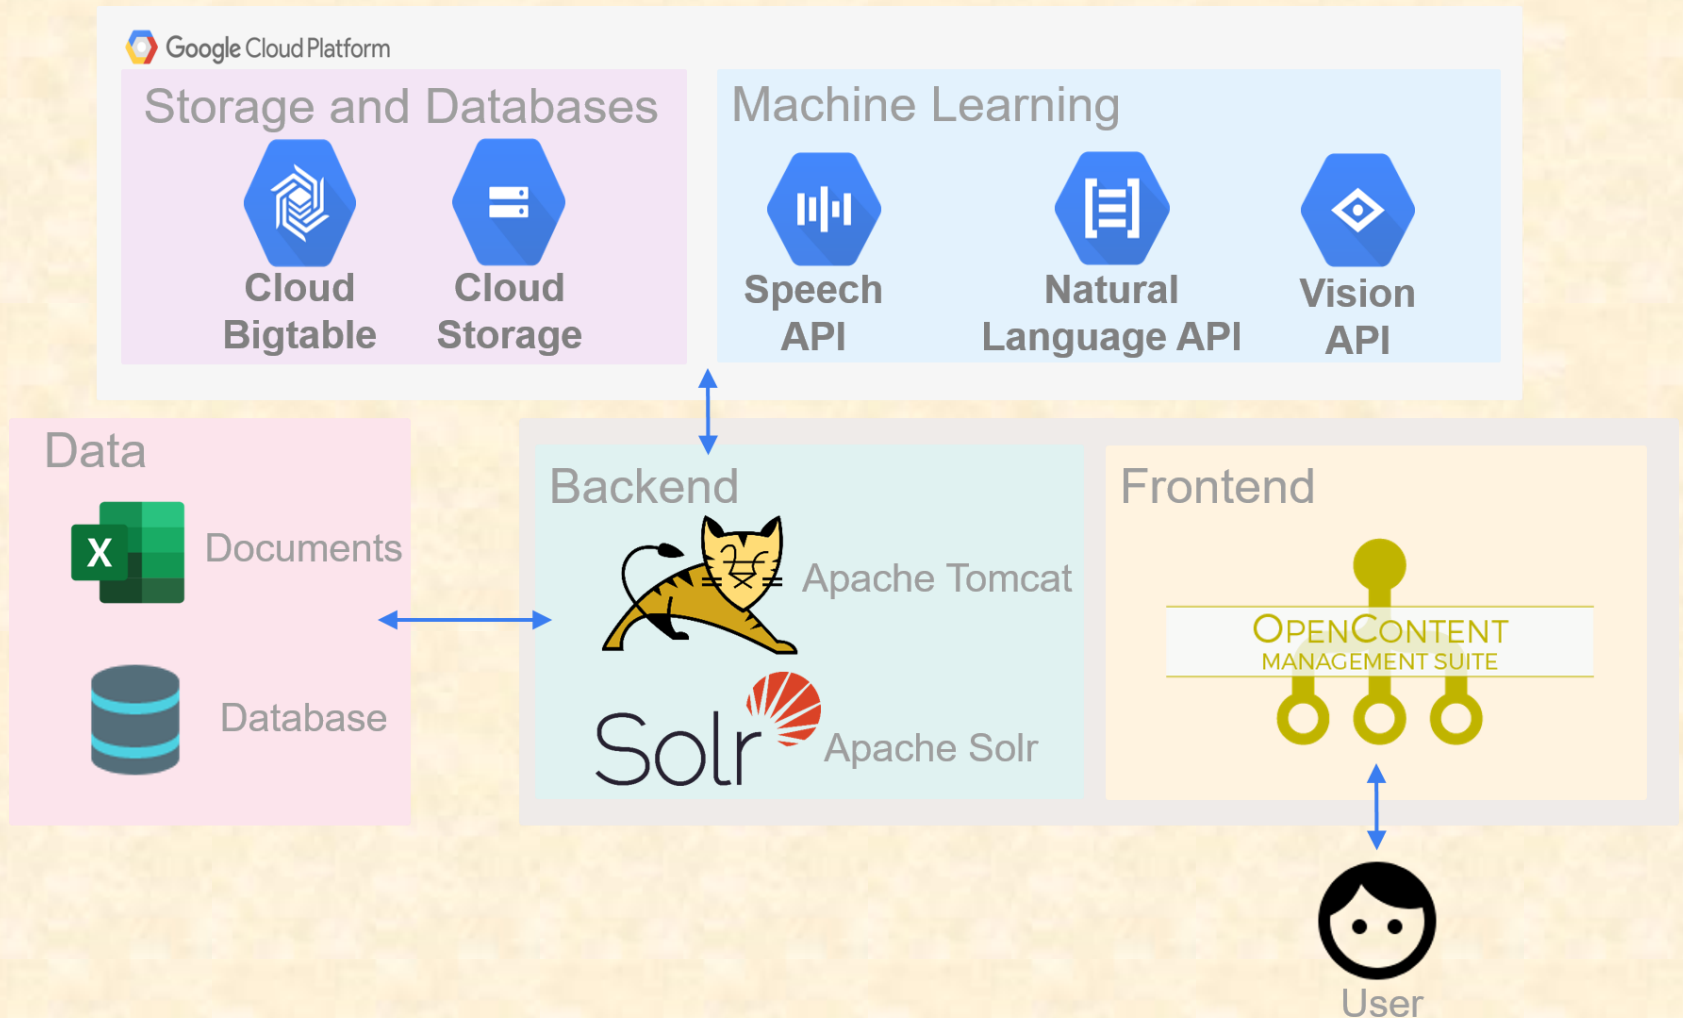 Google Cloud Platform
Storage and Databases
Machine Learning
Cloud
Bigtable
Cloud
Storage
Speech
API
Natural
Language API
Vision
API
Data
X
Documents
Database
Backend
Apache Tomcat
Solr
Apache Solr
Frontend
OPENCONTENT
MANAGEMENT SUITE
User